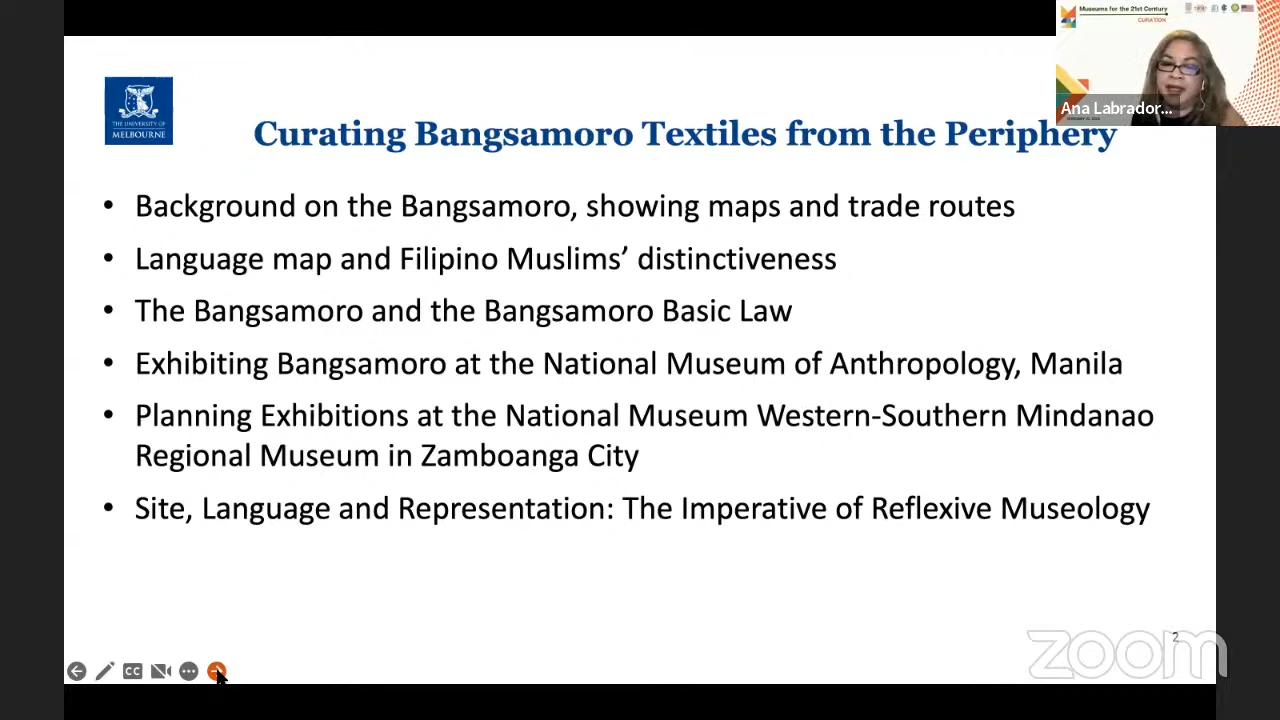 Museums for the 21st Century
CURATION
Ana Labrador...
THE UNIVERSITY OF
MELBOURNE
Curating Bangsamoro Textiles from the Periphery
• Background on the Bangsamoro, showing maps and trade routes
• Language map and Filipino Muslims’ distinctiveness
• The Bangsamoro and the Bangsamoro Basic Law
• Exhibiting Bangsamoro at the National Museum of Anthropology, Manila
• Planning Exhibitions at the National Museum Western-Southern Mindanao
Regional Museum in Zamboanga City
• Site, Language and Representation: The Imperative of Reflexive Museology
2
zoom
CC